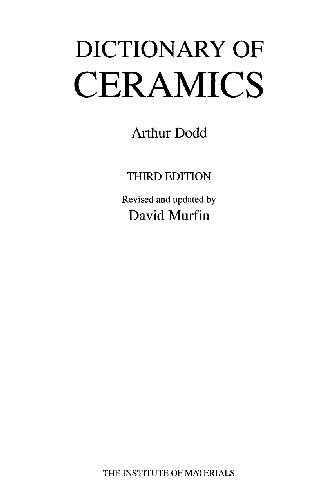 DICTIONARY OF
CERAMICS
Arthur Dodd
THIRD EDITION
Revised and updated by
David Murfin
THE INSTITUTE OF MATERIALS